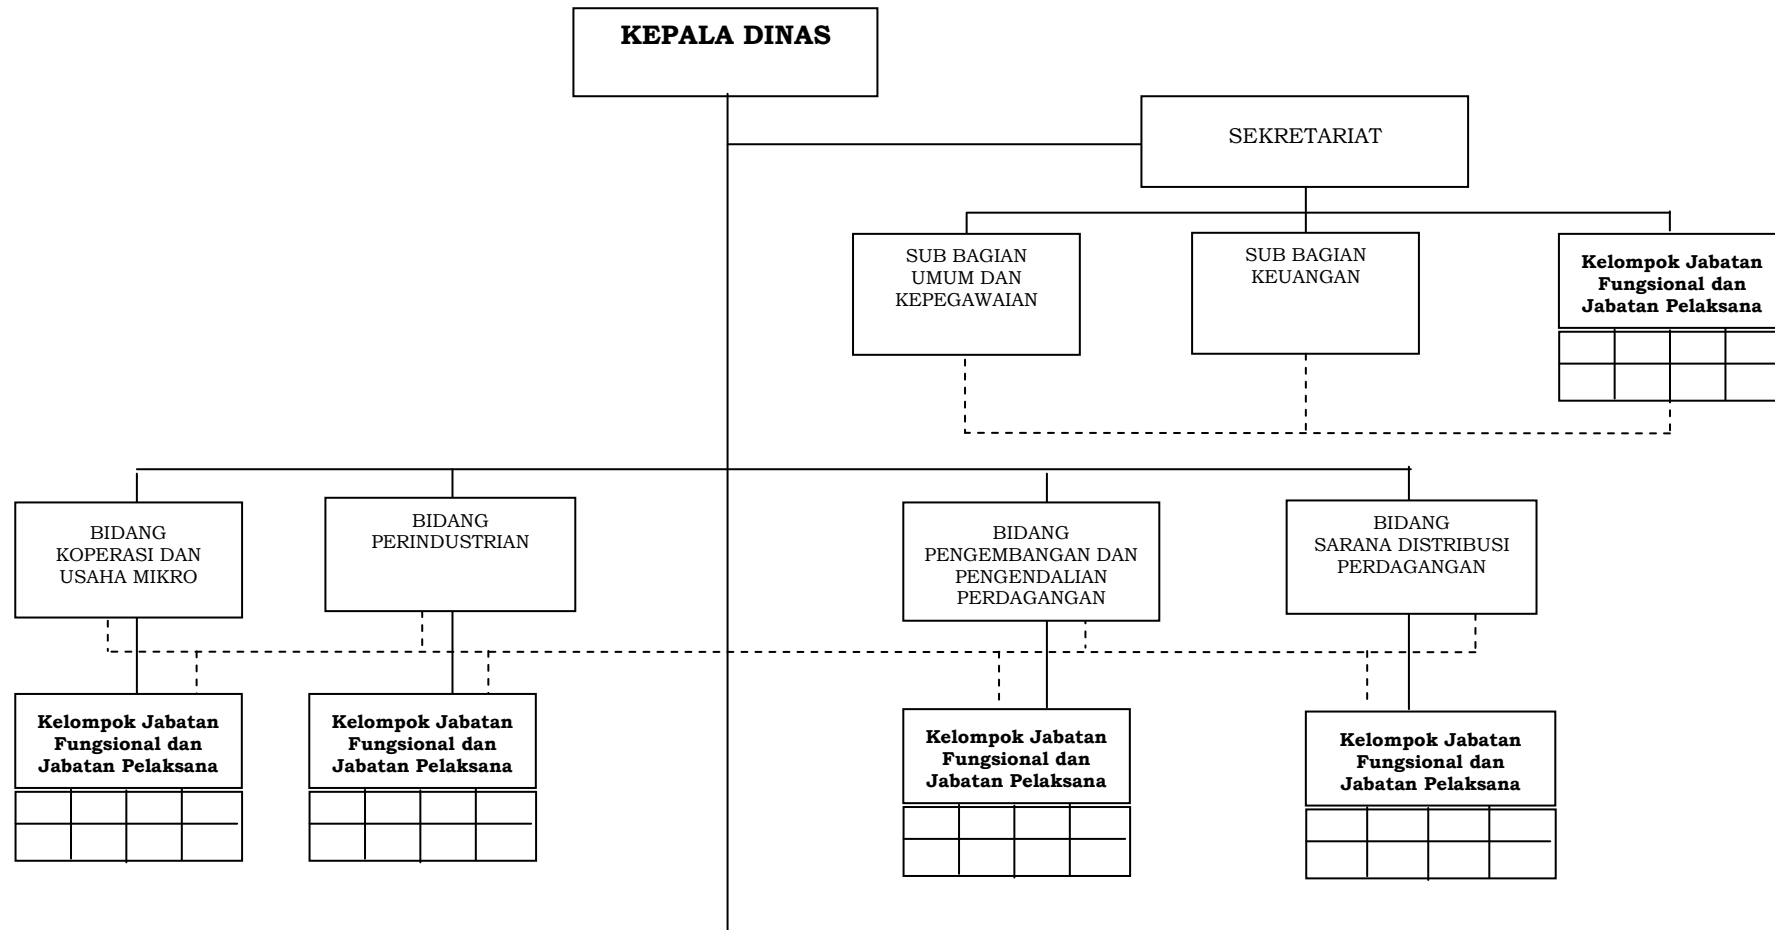 KEPALA DINAS
SEKRETARIAT
SUB BAGIAN
UMUM DAN
KEPEGAWAIAN
SUB BAGIAN
KEUANGAN
Kelompok Jabatan
Fungsional dan
Jabatan Pelaksana
BIDANG
KOPERASI DAN
USAHA MIKRO
BIDANG
PERINDUSTRIAN
BIDANG
PENGEMBANGAN DAN
PENGENDALIAN
PERDAGANGAN
BIDANG
SARANA DISTRIBUSI
PERDAGANGAN
Kelompok Jabatan
Fungsional dan
Jabatan Pelaksana
Kelompok Jabatan
Fungsional dan
Jabatan Pelaksana
Kelompok Jabatan
Fungsional dan
Jabatan Pelaksana
Kelompok Jabatan
Fungsional dan
Jabatan Pelaksana